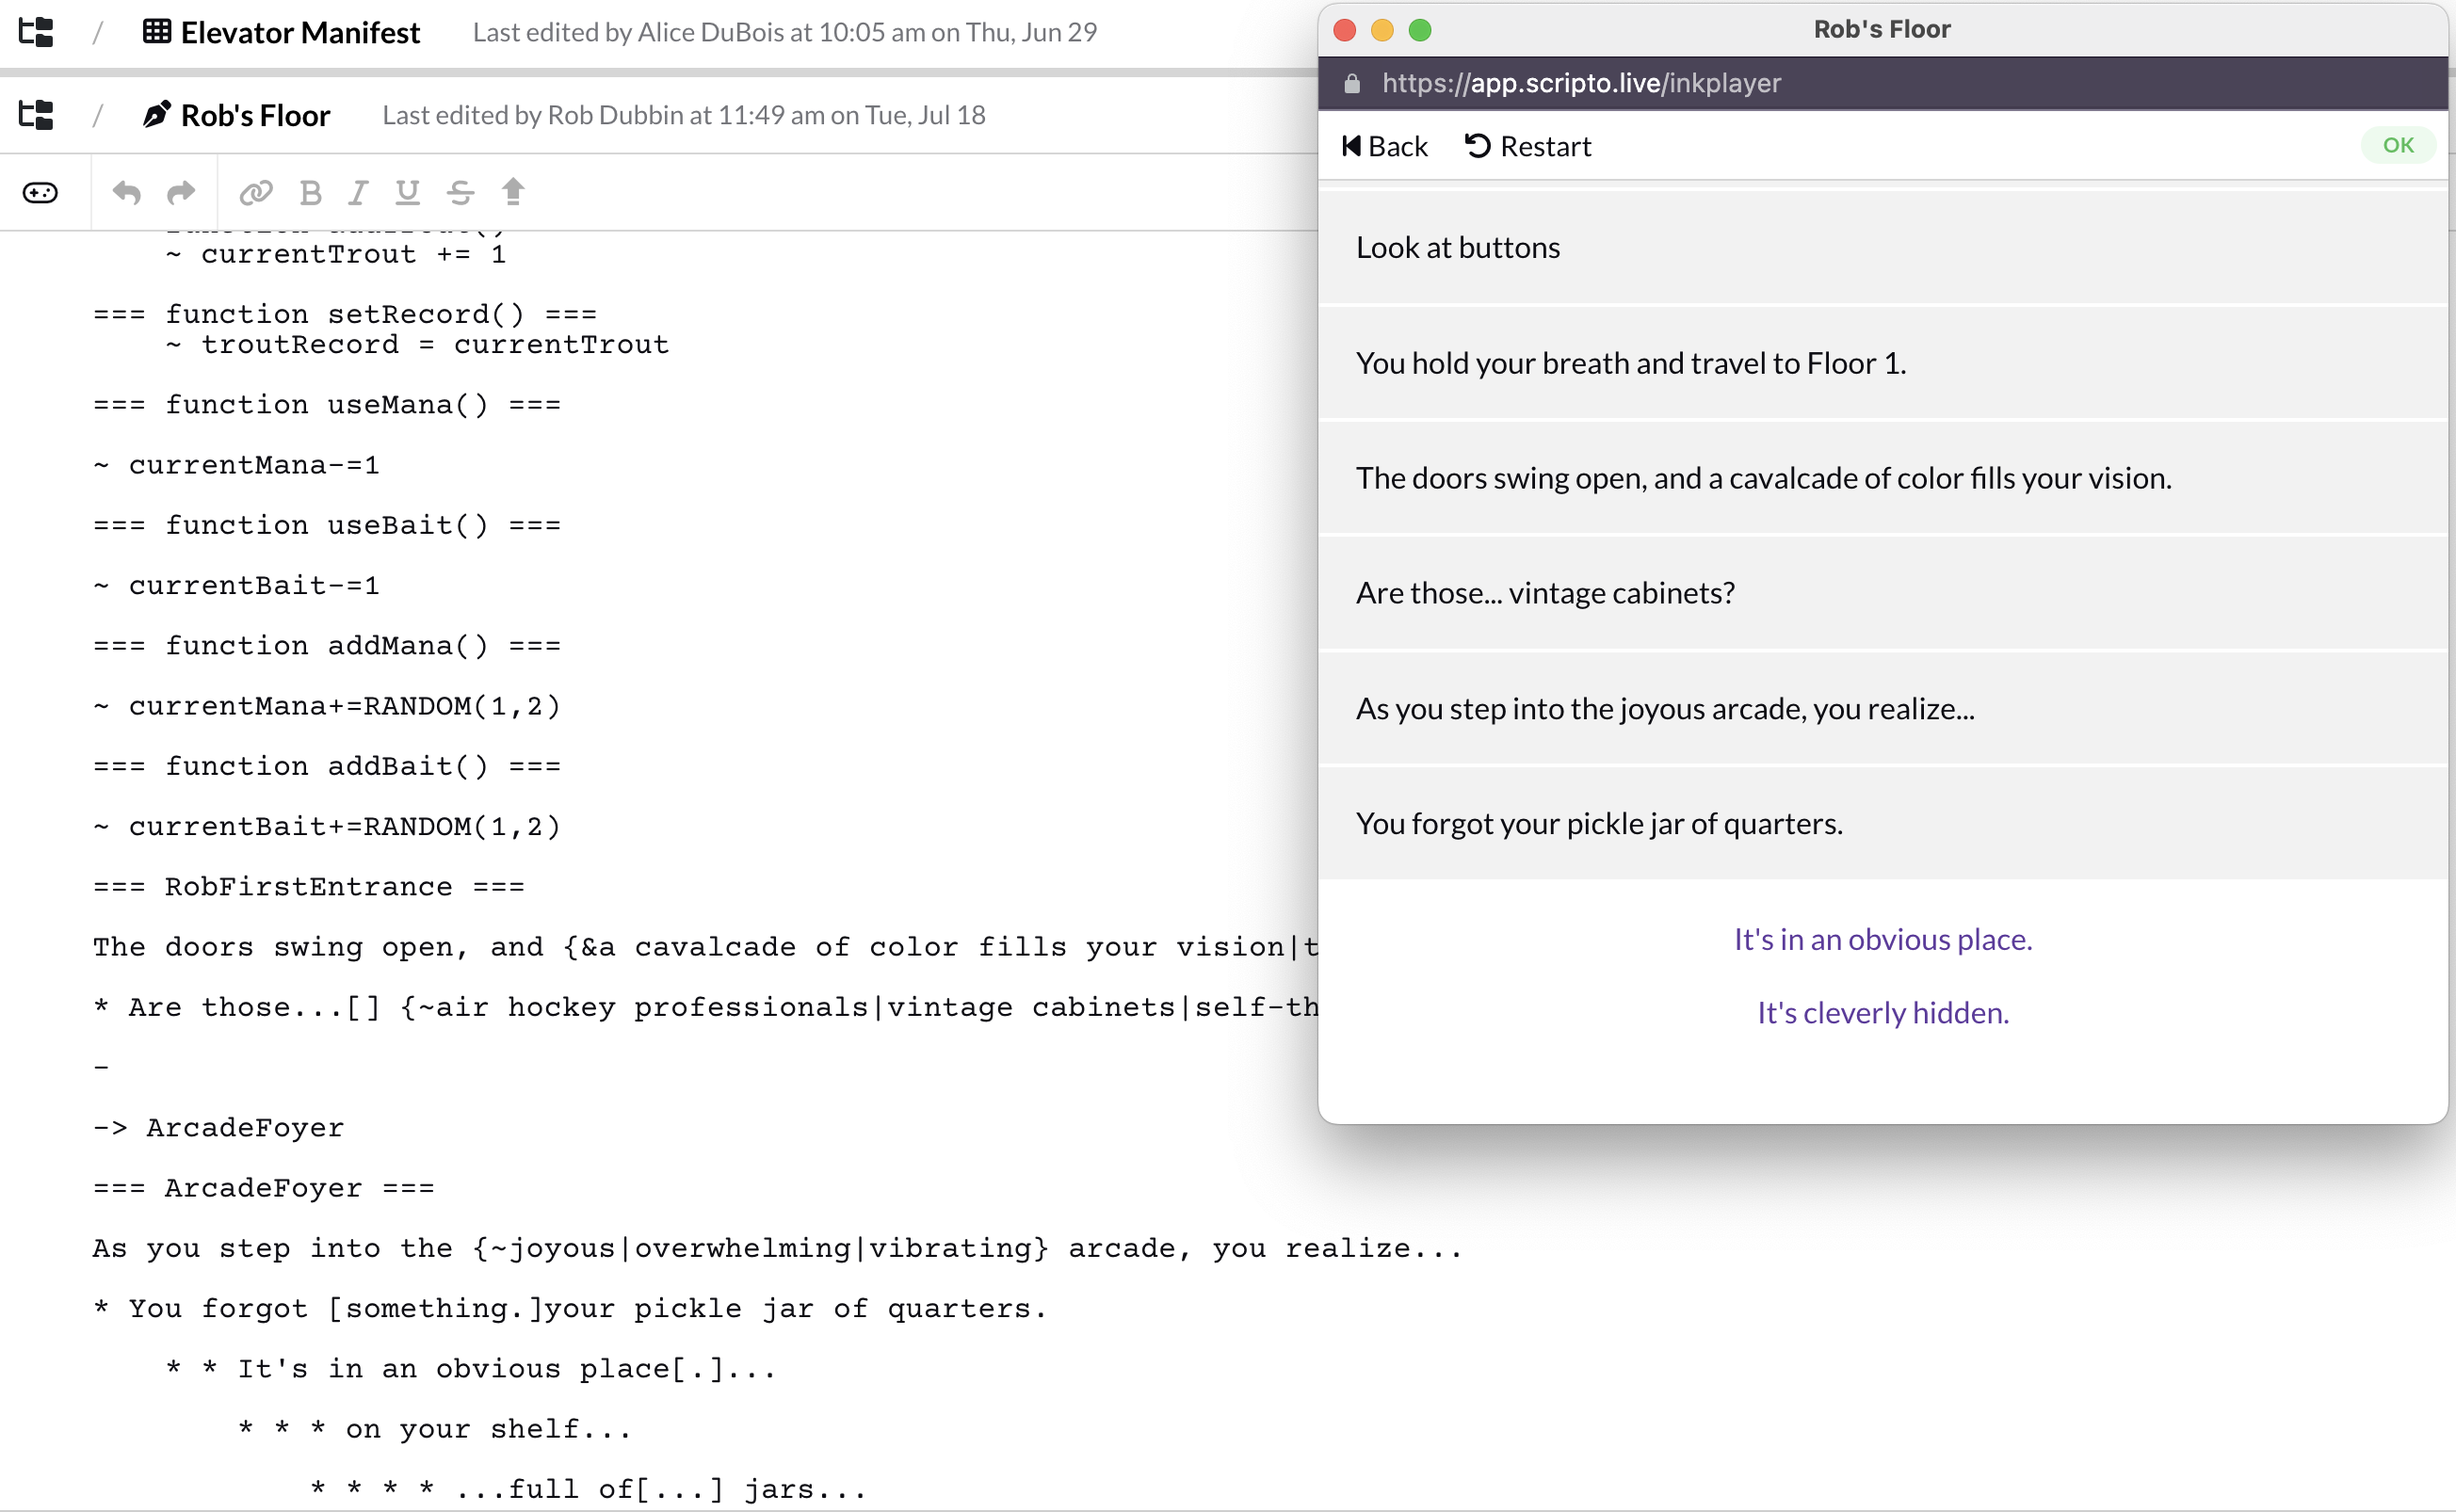 / Elevator Manifest Last edited by Alice DuBois at 10:05 am on Thu, Jun 29
/ Rob's Floor Last edited by Rob Dubbin at 11:49 am on Tue, Jul 18
B I U S
~ currentTrout += 1
=== function setRecord() ===
~ troutRecord = currentTrout
=== function useMana() ===
~ currentMana-=1
=== function useBait() ===
~ currentBait-=1
=== function addMana() ===
~ currentMana+=RANDOM(1,2)
=== function addBait() ===
~ currentBait+=RANDOM(1,2)
=== RobFirstEntrance ===
The doors swing open, and {&a cavalcade of color fills your vision|t
* Are those...[] {~air hockey professionals|vintage cabinets|self-th
-
-> ArcadeFoyer
=== ArcadeFoyer ===
As you step into the {~joyous|overwhelming|vibrating} arcade, you realize...
* You forgot [something.]your pickle jar of quarters.
* * It's in an obvious place[.]...
* * * on your shelf...
* * * * ...full of[...] jars...
Rob's Floor
https://app.scripto.live/inkplayer
Back Restart OK
Look at buttons
You hold your breath and travel to Floor 1.
The doors swing open, and a cavalcade of color fills your vision.
Are those... vintage cabinets?
As you step into the joyous arcade, you realize...
You forgot your pickle jar of quarters.
It's in an obvious place.
It's cleverly hidden.